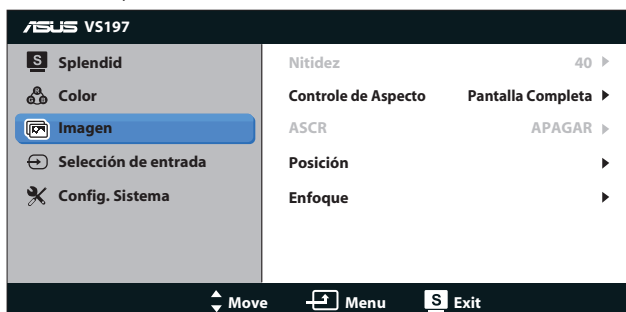 ASUS VS197
S Splendid
Color
Imagen
Selección de entrada
Config. Sistema
Nitidez 40
Controle de Aspecto Pantalla Completa
ASCR APAGAR
Posición
Enfoque
Move Menu S Exit